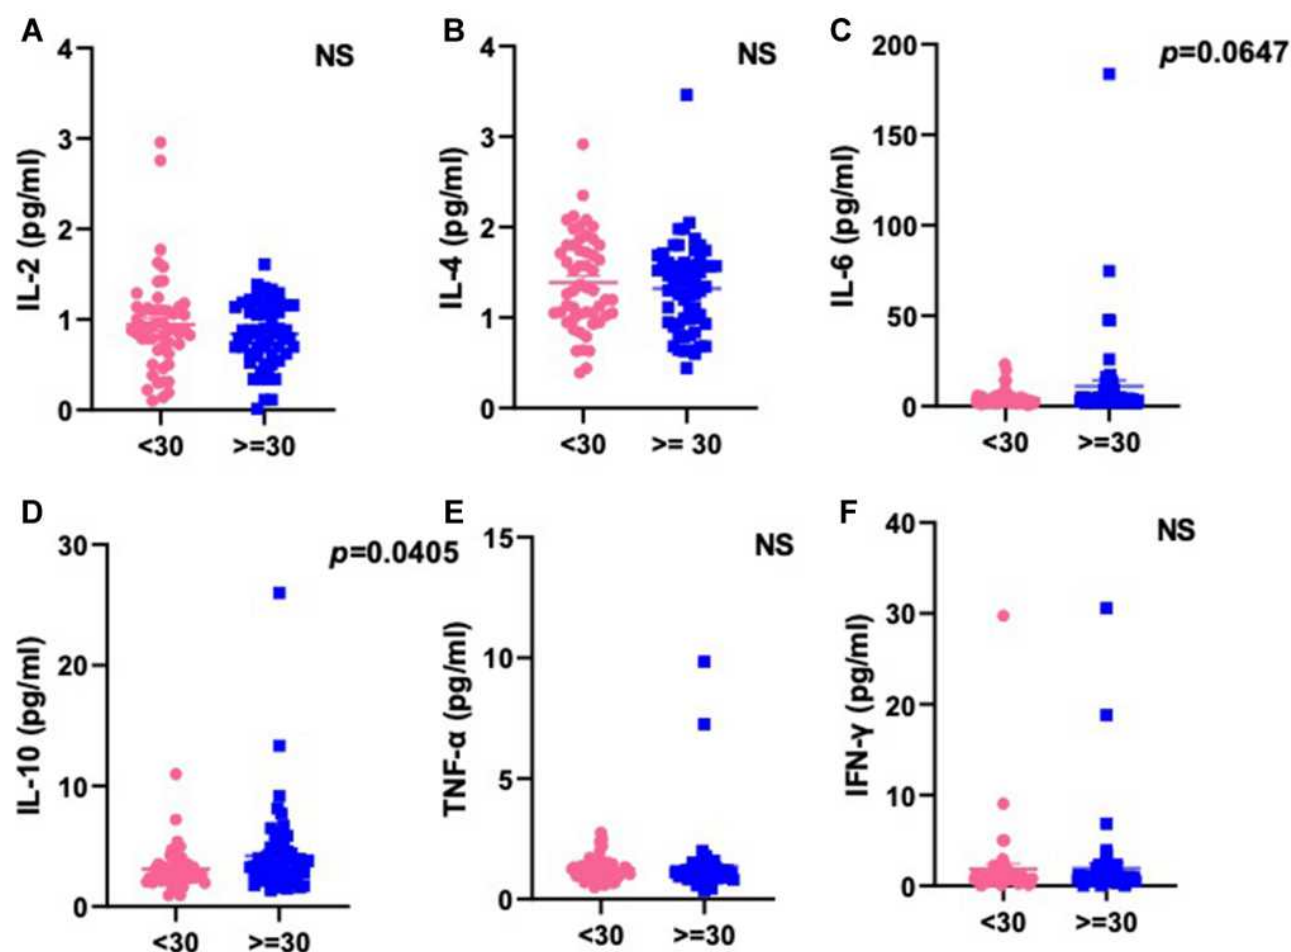 A
IL-2 (pg/ml)
4
3
2
1
0
NS
<30
>=30
B
IL-4 (pg/ml)
4
3
2
1
0
NS
<30
>= 30
C
IL-6 (pg/ml)
200
150
100
50
0
p=0.0647
<30
>=30
D
IL-10 (pg/ml)
30
20
10
0
p=0.0405
<30
>=30
E
TNF-α (pg/ml)
15
10
5
0
NS
<30
>=30
F
IFN-γ (pg/ml)
40
30
20
10
0
NS
<30
>=30